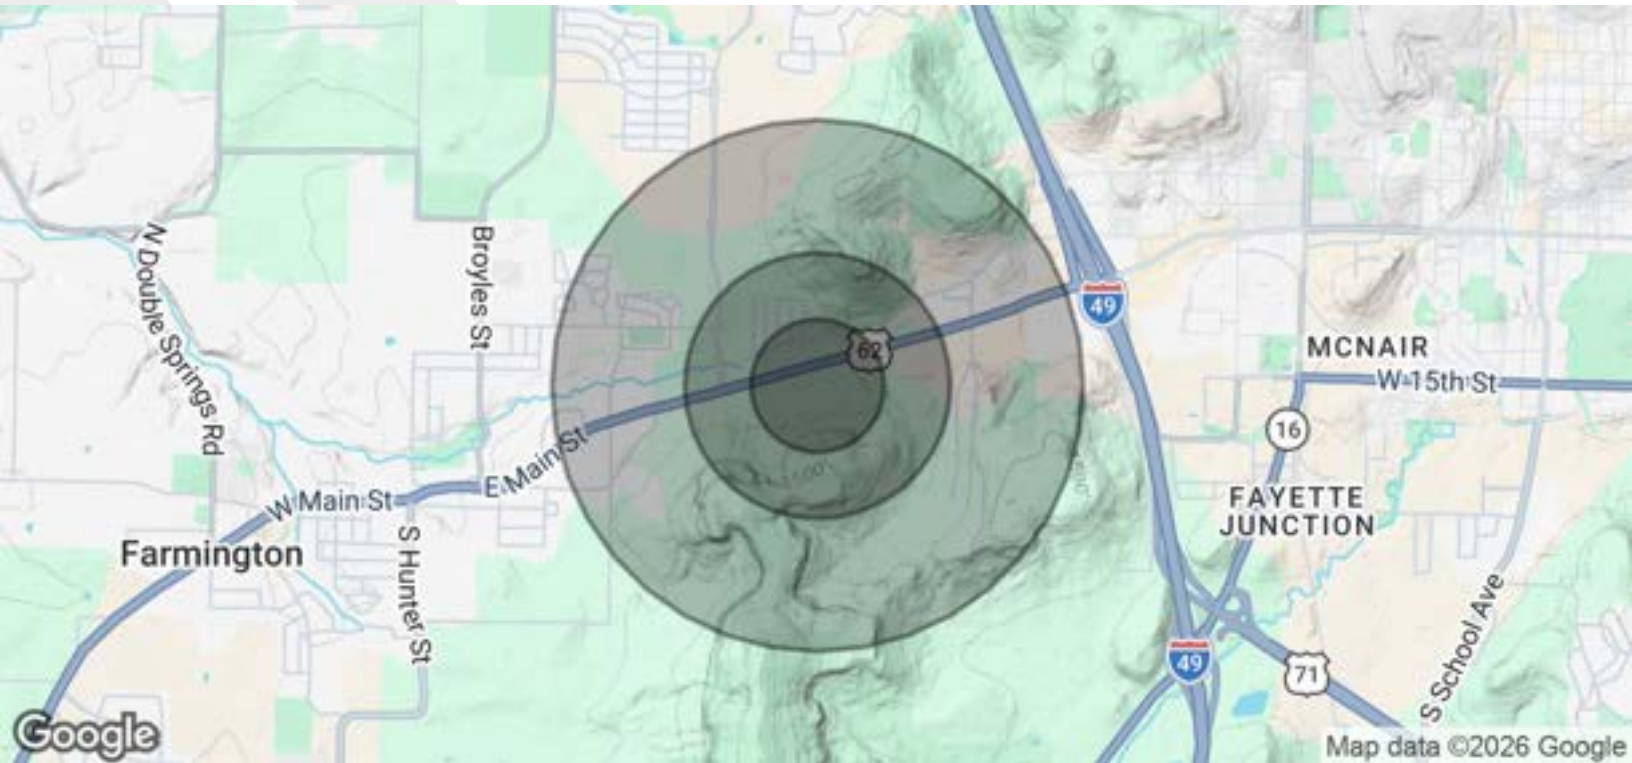 N Double Springs Rd
Broyles St
62
49
MCNAIR
W 15th St
16
E Main St
W Main St
FAYETTE
JUNCTION
Farmington
S Hunter St
49
71
S School Ave
Google
Map data ©2026 Google